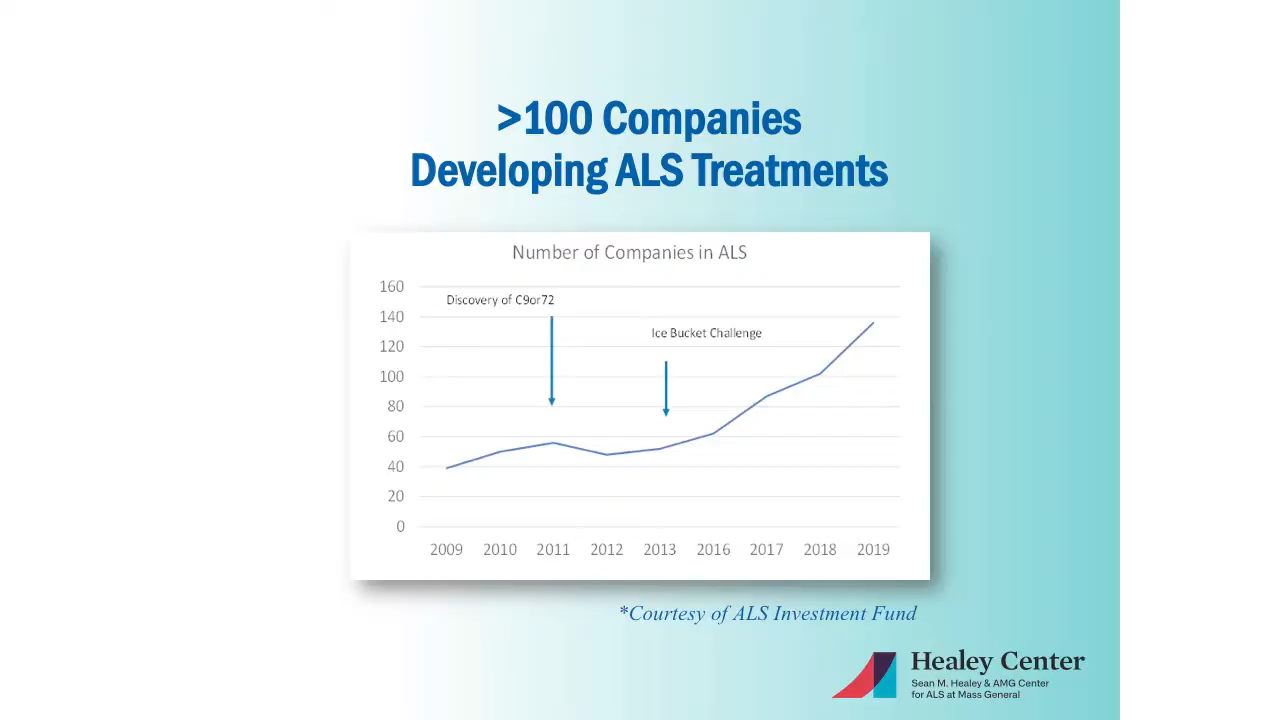 >100 Companies
Developing ALS Treatments
Number of Companies in ALS
160
140
120
100
80
60
40
20
0
Discovery of C9or72
Ice Bucket Challenge
2009 2010 2011 2012 2013 2016 2017 2018 2019
*Courtesy of ALS Investment Fund
Healey Center
Sean M. Healey & AMG Center
for ALS at Mass General